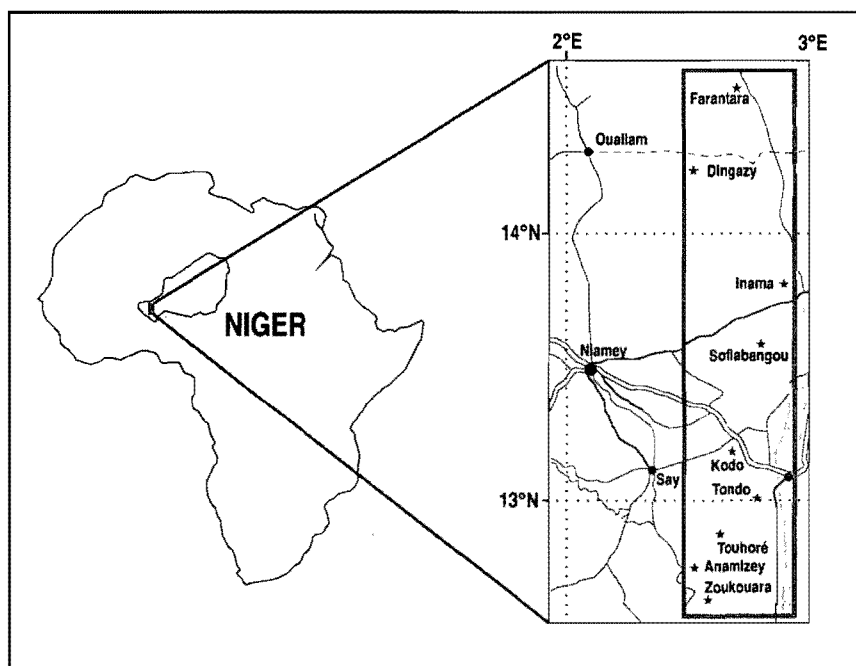 2°E
3°E
Farantara
Ouallam
Dingazy
14°N
Inama
NIGER
Niamey
Sofiabangou
Kodo
Say
Tondo
13°N
Touhoré
Anamizey
Zoukouara